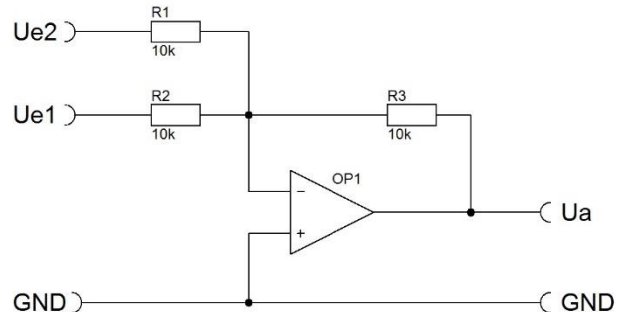 R1
Ue2
10k
R2
R3
Ue1
10k
10k
OP1
−
+
Ua
GND
GND